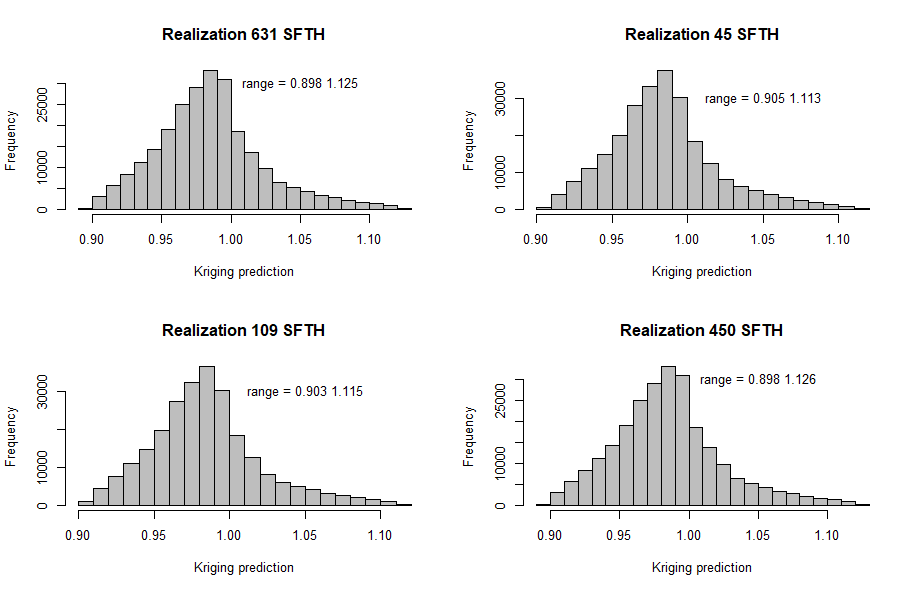 Realization 631 SFTH
range = 0.898 1.125
Frequency
0 10000 25000
0.90 0.95 1.00 1.05 1.10
Kriging prediction
Realization 45 SFTH
range = 0.905 1.113
Frequency
0 10000 30000
0.90 0.95 1.00 1.05 1.10
Kriging prediction
Realization 109 SFTH
range = 0.903 1.115
Frequency
0 10000 30000
0.90 0.95 1.00 1.05 1.10
Kriging prediction
Realization 450 SFTH
range = 0.898 1.126
Frequency
0 10000 25000
0.90 0.95 1.00 1.05 1.10
Kriging prediction